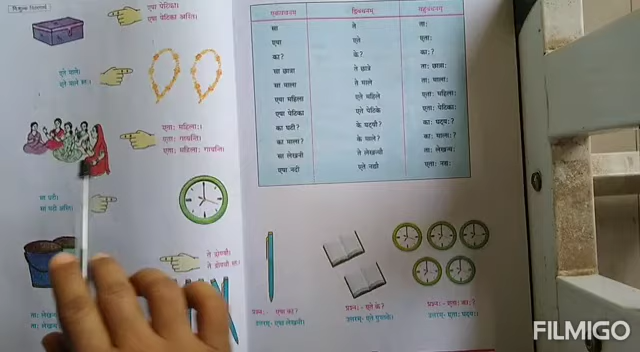 एषा पेटिका।
एषा पेटिका अस्ति।
एते माले।
एते माले स्तः।
एताः महिलाः।
एताः गायन्ति।
एताः महिलाः गायन्ति।
सा घटी।
सा घटी अस्ति।
ते द्रोण्यौ।
ते द्रोण्यौ स्तः।
ताः
ताः
एकवचनम् द्विवचनम् बहुवचनम्
सा ते ताः
एषा एते एताः
का? के? काः?
सा छात्रा ते छात्रे ताः छात्राः
सा माला ते माले ताः मालाः
एषा महिला एते महिले एताः महिलाः
एषा पेटिका एते पेटिके एताः पेटिकाः
का घटी? के घट्यौ? काः घट्यः?
का माला? के माले? काः मालाः?
सा लेखनी ते लेखन्यौ ताः लेखन्यः
एषा नदी एते नद्यौ एताः नद्यः
प्रश्नः - एषा का?
उत्तरम्- एषा लेखनी।
प्रश्नः - एते के?
उत्तरम्- एते पुस्तके।
प्रश्नः - एताः काः?
उत्तरम्- एताः घट्यः।
FILMIGO